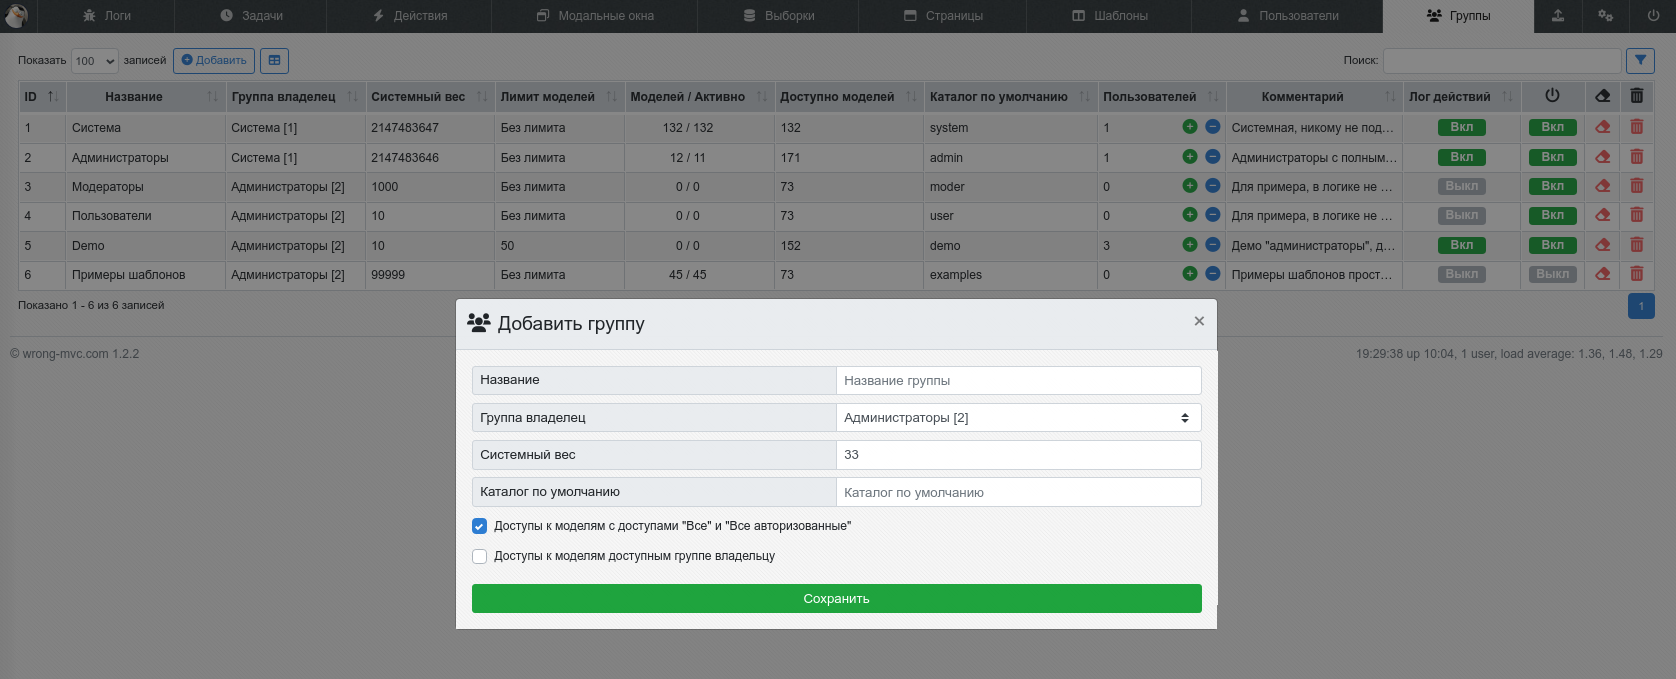 Логи Задачи Действия Модальные окна Выборки Страницы Шаблоны Пользователи Группы
Показать 100 записей Добавить Поиск:
ID Название Группа владелец Системный вес Лимит моделей Моделей / Активно Доступно моделей Каталог по умолчанию Пользователей Комментарий Лог действий
1 Система Система [1] 2147483647 Без лимита 132 / 132 132 system 1 Системная, никому не под... Вкл Вкл
2 Администраторы Система [1] 2147483646 Без лимита 12 / 11 171 admin 1 Администраторы с полным... Вкл Вкл
3 Модераторы Администраторы [2] 1000 Без лимита 0 / 0 73 moder 0 Для примера, в логике не ... Выкл Вкл
4 Пользователи Администраторы [2] 10 Без лимита 0 / 0 73 user 0 Для примера, в логике не ... Выкл Вкл
5 Demo Администраторы [2] 10 50 0 / 0 152 demo 3 Демо "администраторы", д... Вкл Вкл
6 Примеры шаблонов Администраторы [2] 99999 Без лимита 45 / 45 73 examples 0 Примеры шаблонов прост... Выкл Выкл
Показано 1 - 6 из 6 записей 1
Добавить группу ×
© wrong-mvc.com 1.2.2 19:29:38 up 10:04, 1 user, load average: 1.36, 1.48, 1.29
Название Название группы
Группа владелец Администраторы [2]
Системный вес 33
Каталог по умолчанию Каталог по умолчанию
Доступы к моделям с доступами "Все" и "Все авторизованные"
Доступы к моделям доступным группе владельцу
Сохранить